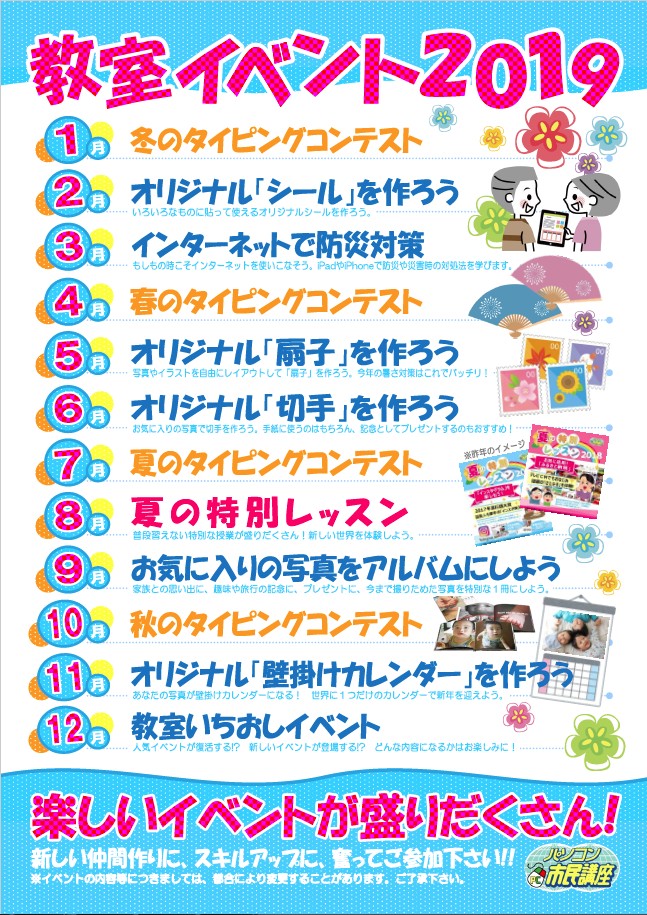 教室イベント2019
1月 冬のタイピングコンテスト
2月 オリジナル「シール」を作ろう
いろいろなものに貼って使えるオリジナルシールを作ろう。
3月 インターネットで防災対策
もしもの時こそインターネットを使いこなそう。iPadやiPhoneで防災や災害時の対処法を学びます。
4月 春のタイピングコンテスト
5月 オリジナル「扇子」を作ろう
写真やイラストを自由にレイアウトして「扇子」を作ろう。今年の暑さ対策はこれでバッチリ！
6月 オリジナル「切手」を作ろう
お気に入りの写真で切手を作ろう。手紙に使うのはもちろん、記念としてプレゼントするのもおすすめ！
7月 夏のタイピングコンテスト
※昨年のイメージ
夏の特別
レッスン2018
8月 夏の特別レッスン
普段習えない特別な授業が盛りだくさん！新しい世界を体験しよう。
9月 お気に入りの写真をアルバムにしよう
家族との思い出に、趣味や旅行の記念に、プレゼントに、今まで撮りためた写真を特別な1冊にしよう。
10月 秋のタイピングコンテスト
11月 オリジナル「壁掛けカレンダー」を作ろう
あなたの写真が壁掛けカレンダーになる！ 世界に1つだけのカレンダーで新年を迎えよう。
12月 教室いちおしイベント
人気イベントが復活する!? 新しいイベントが登場する!? どんな内容になるかはお楽しみに！
楽しいイベントが盛りだくさん!
新しい仲間作りに、スキルアップに、奮ってご参加下さい!!
※イベントの内容等につきましては、都合により変更することがあります。ご了承下さい。
パソコン
市民講座